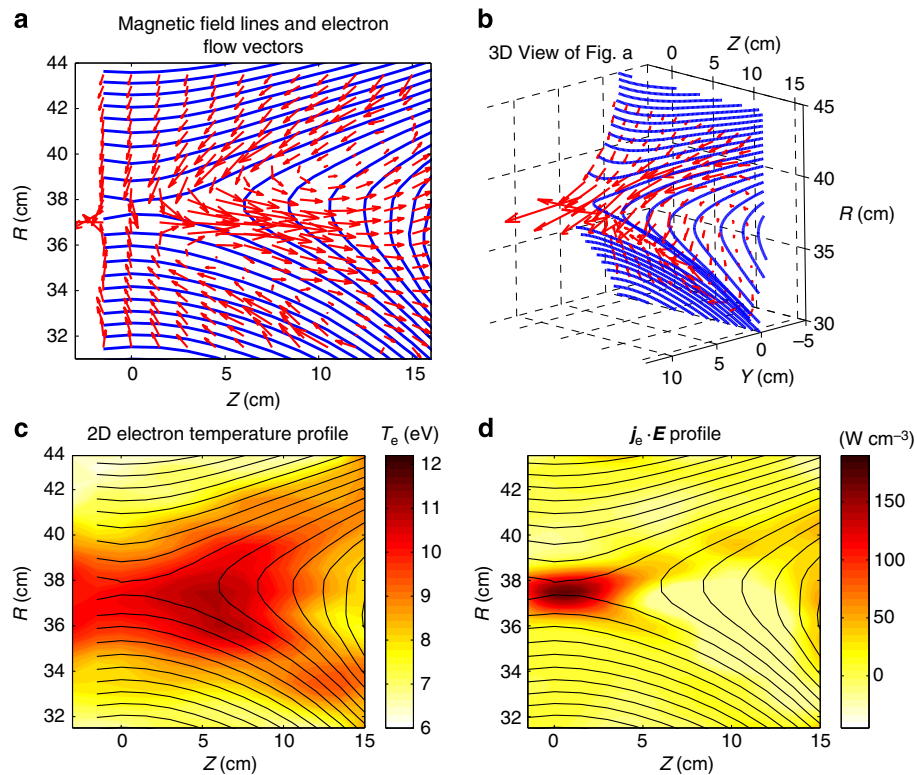 a
Magnetic field lines and electron
flow vectors
44
42
40
38
36
34
32
R (cm)
0
5
10
15
Z (cm)
b
3D View of Fig. a
Z (cm)
0
5
10
15
45
40
35
30
R (cm)
10
5
0
–5
Y (cm)
c
2D electron temperature profile
Te (eV)
44
42
40
38
36
34
32
R (cm)
0
5
10
15
Z (cm)
12
11
10
9
8
7
6
d
je · E profile
(W cm–3)
42
40
38
36
34
32
R (cm)
0
5
10
15
Z (cm)
150
100
50
0